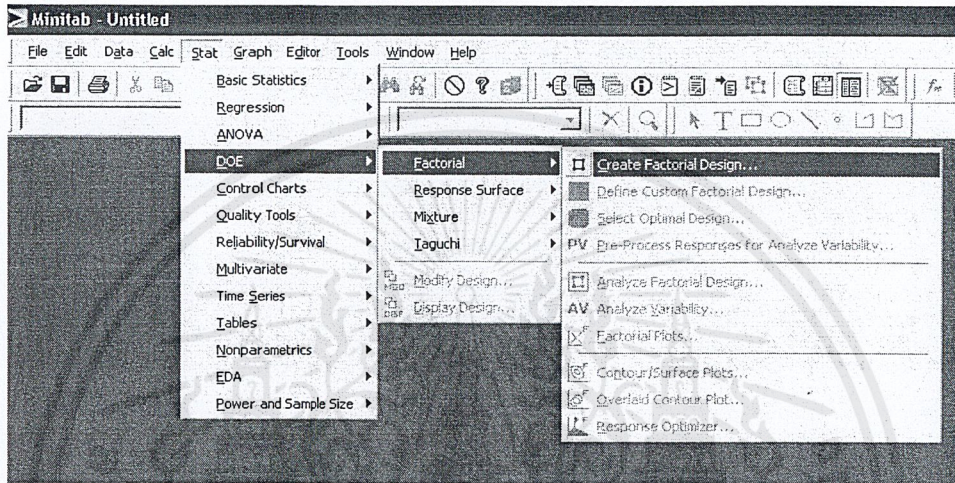 Minitab - Untitled
File Edit Data Calc Stat Graph Editor Tools Window Help
Basic Statistics
Regression
ANOVA
DOE
Control Charts
Quality Tools
Reliability/Survival
Multivariate
Time Series
Tables
Nonparametrics
EDA
Power and Sample Size
Factorial
Response Surface
Mixture
Taguchi
Modify Design...
Display Design...
Create Factorial Design...
Define Custom Factorial Design...
Select Optimal Design...
PV Pre-Process Responses for Analyze Variability...
Analyze Factorial Design...
AV Analyze Variability...
Factorial Plots...
Contour/Surface Plots...
Overlaid Contour Plot...
Response Optimizer...